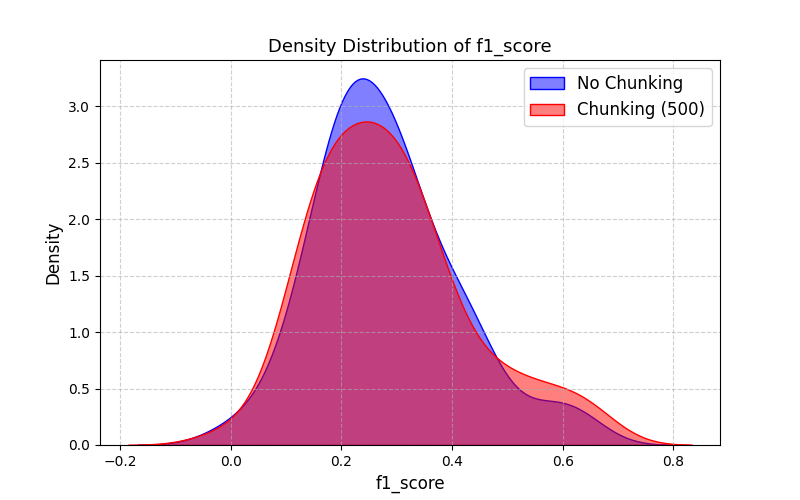 Density Distribution of f1_score
No Chunking
Chunking (500)
Density
3.0
2.5
2.0
1.5
1.0
0.5
0.0
−0.2
0.0
0.2
0.4
0.6
0.8
f1_score